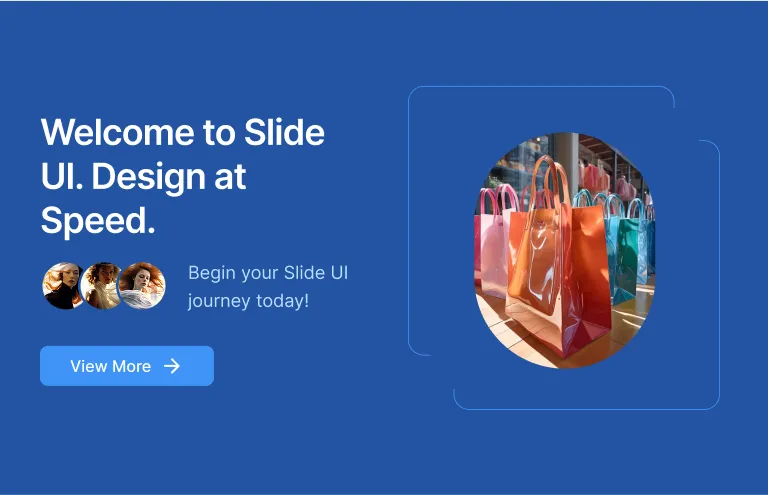 Welcome to Slide
UI. Design at
Speed.
Begin your Slide UI
journey today!
View More